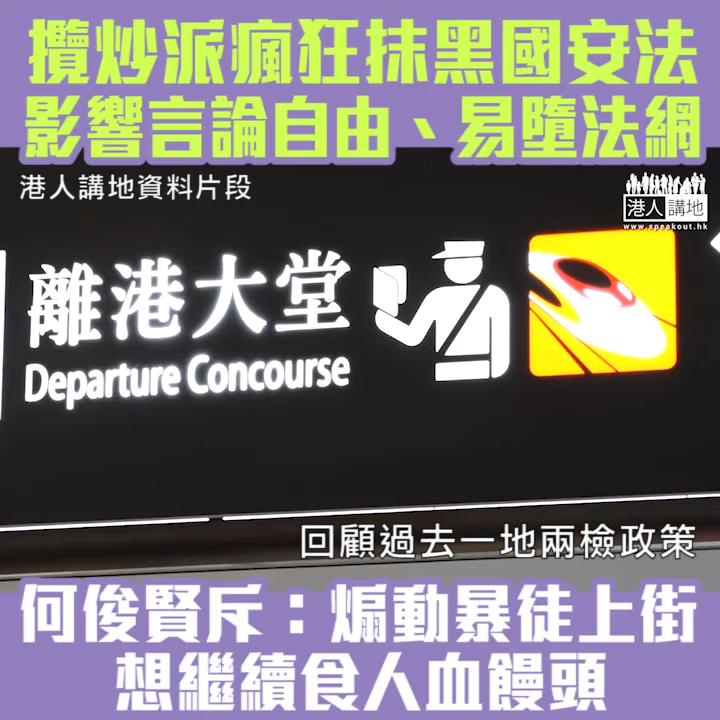 攬炒派瘋狂抹黑國安法
影響言論自由、易墮法網
港人講地資料片段
港人講地
www.speakout.hk
離港大堂
Departure Concourse
回顧過去一地兩檢政策
何俊賢斥：煽動暴徒上街
想繼續食人血饅頭